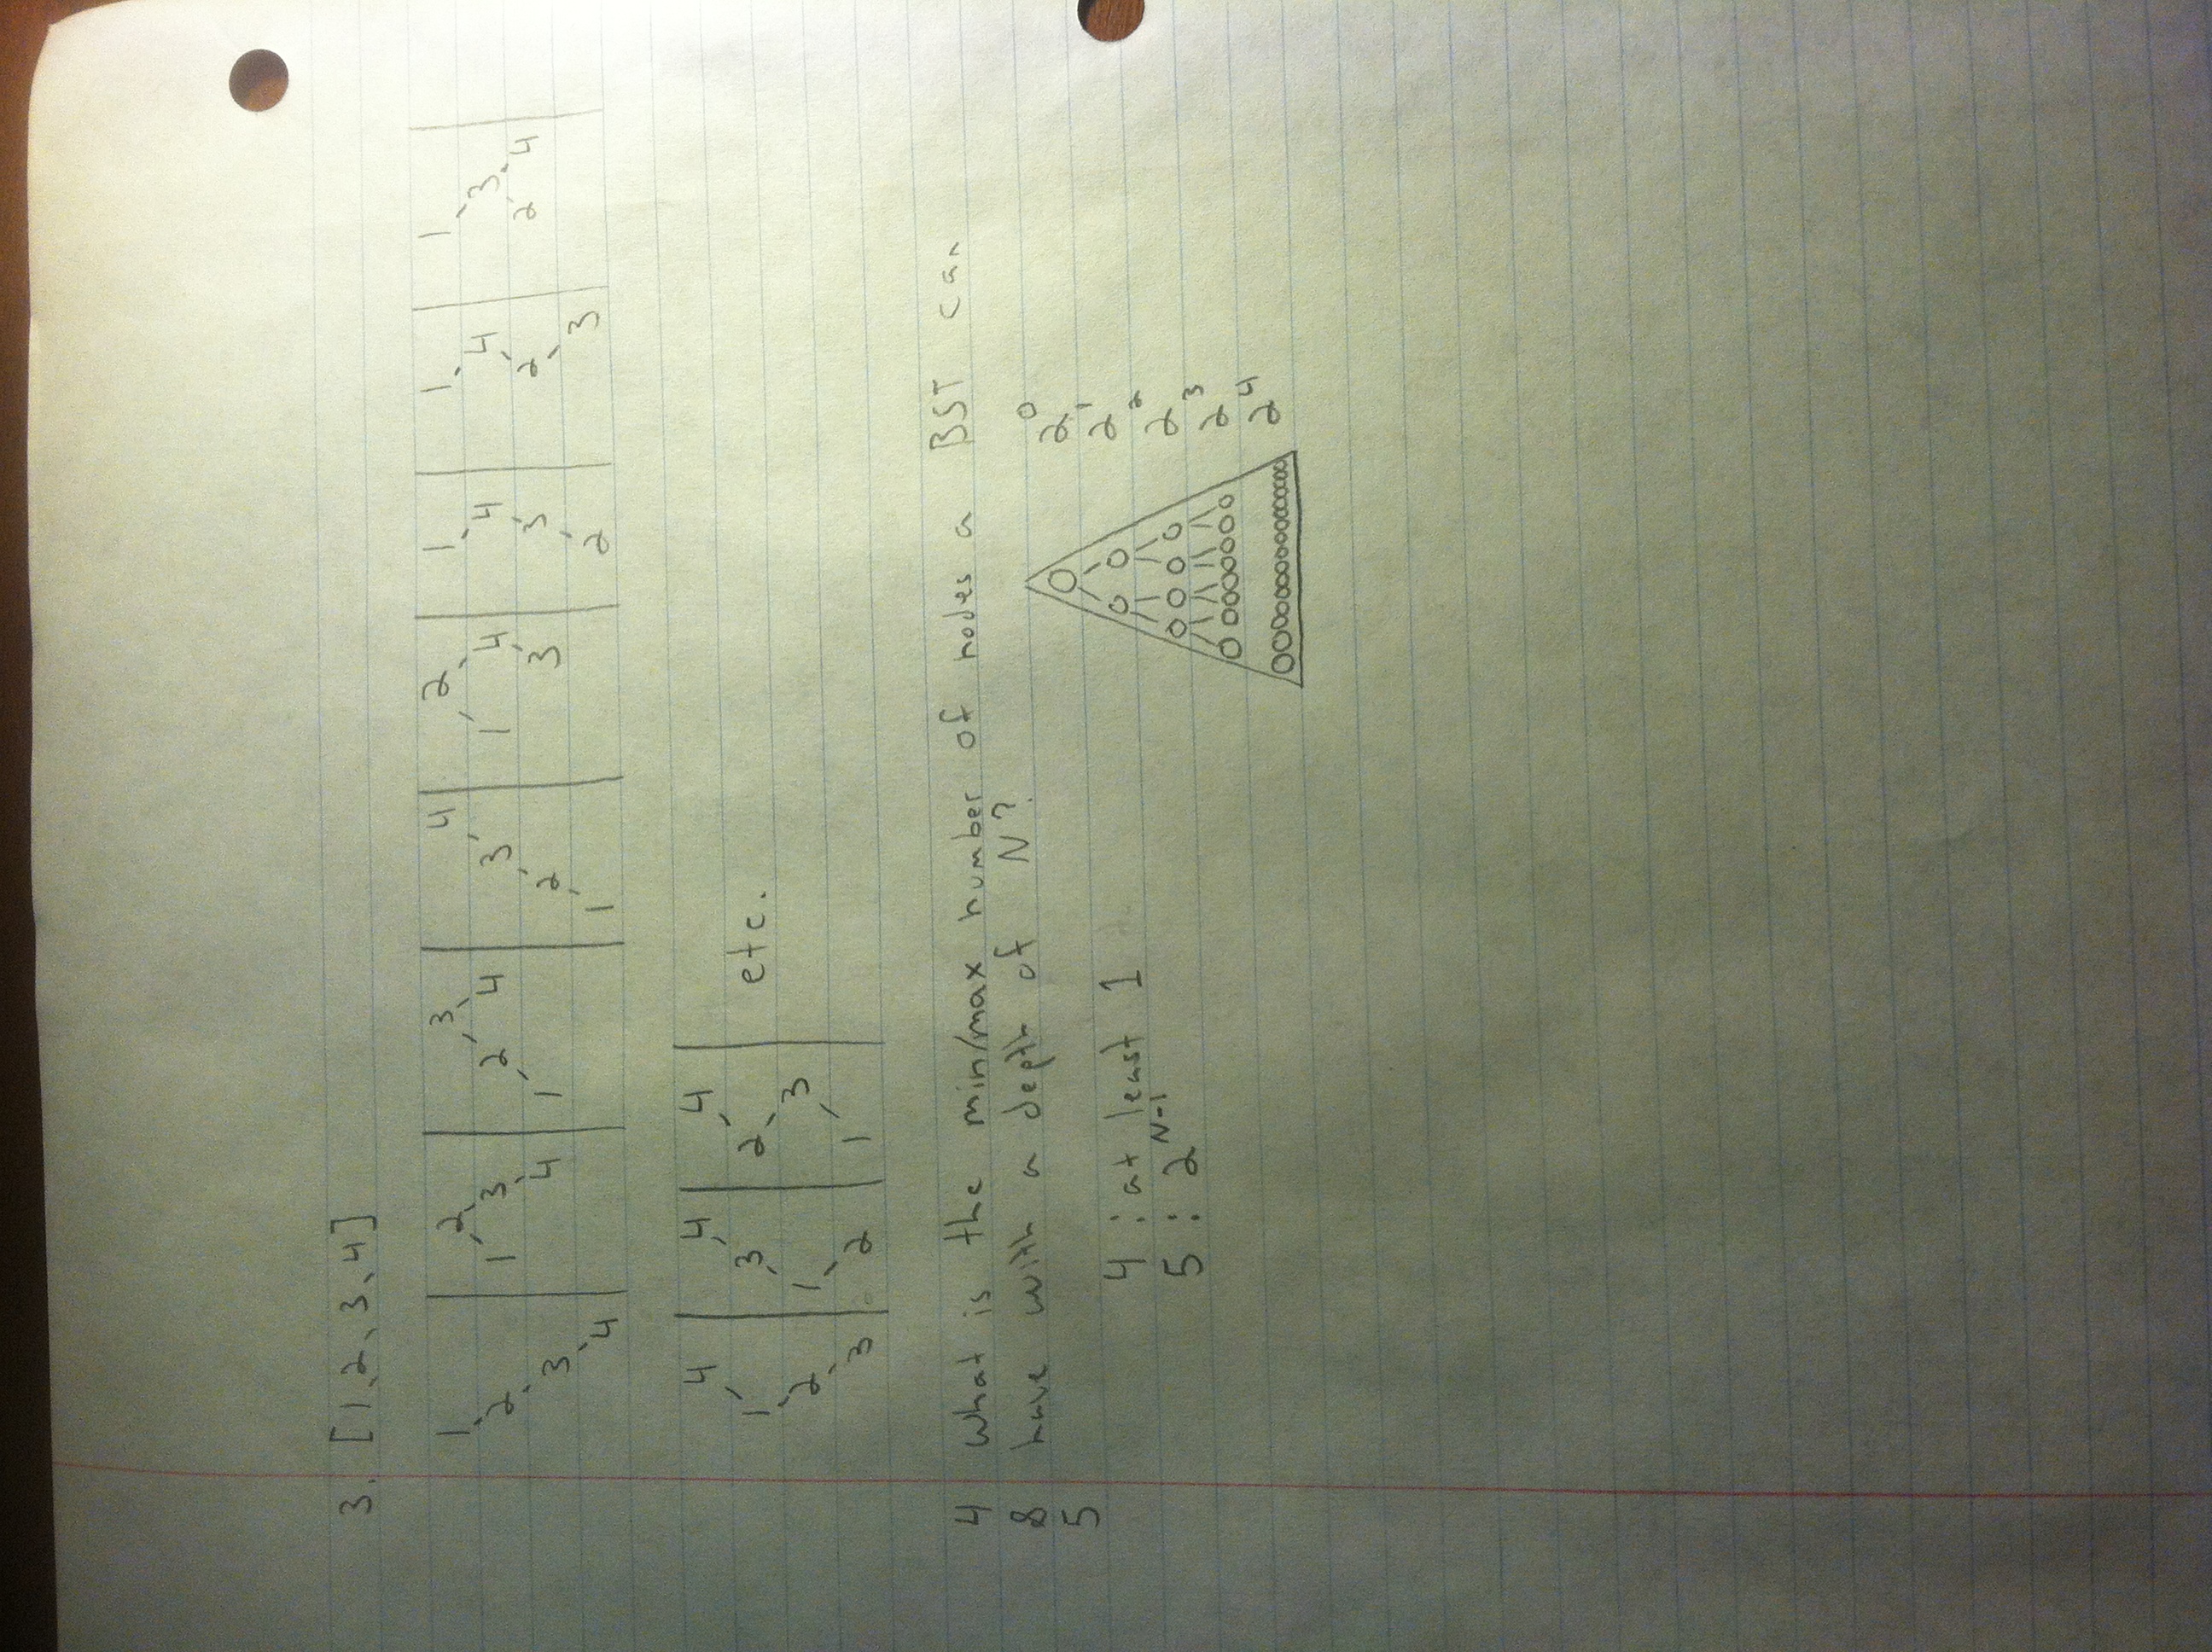 3. [1, 2, 3, 4]
1 2 3 4 2 1 1
2 1 3 2 4 3 1 4 4 4 3
3 4 1 2 3 3 2 2 4
4 1 2 3
4 4 4
1 3 2 etc.
2 1 3
3 2 1
4 What is the min/max number of nodes a BST can
& have with a depth of N?
5
4 : at least 1
5 : 2^N-1
2^0
2^1
2^2
2^3
2^4